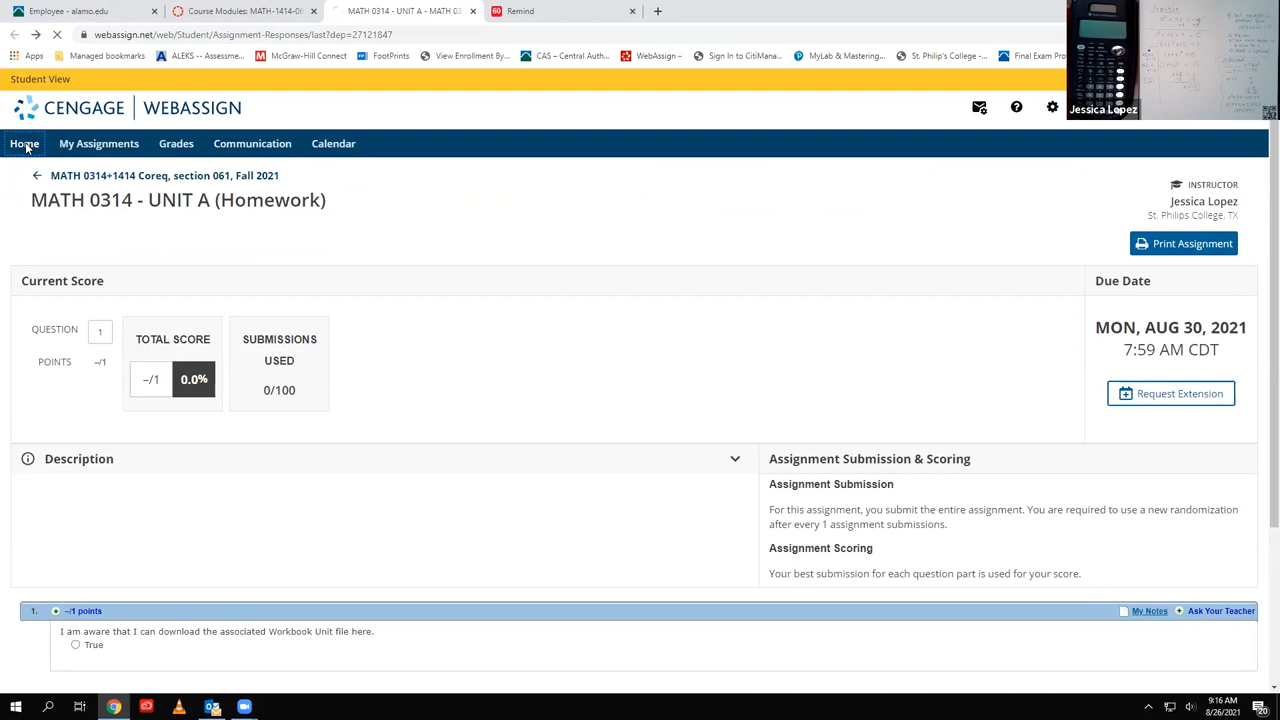 Employee - alamo.edu
Course Modules: MATH-1414-06
MATH 0314 - UNIT A - MATH 03
60 Remind
webassign.net/web/Student/Assignment-Responses/last?dep=27121847
Apps Managed bookmarks ALEKS -- Assessme... McGraw-Hill Connect ForPrints View Enrollment By... CAS – Central Auth... WebAssign – Sign In to CitiMana... MyLab & Mastering... St. Philip's College -... Final Exam Pro
Student View
CENGAGE | WEBASSIGN
Jessica Lopez
Home My Assignments Grades Communication Calendar
MATH 0314+1414 Coreq, section 061, Fall 2021
MATH 0314 - UNIT A (Homework)
INSTRUCTOR
Jessica Lopez
St. Philips College, TX
Print Assignment
Current Score
Due Date
QUESTION 1
POINTS –/1
TOTAL SCORE
–/1 0.0%
SUBMISSIONS
USED
0/100
MON, AUG 30, 2021
7:59 AM CDT
Request Extension
Description
Assignment Submission & Scoring
Assignment Submission
For this assignment, you submit the entire assignment. You are required to use a new randomization
after every 1 assignment submissions.
Assignment Scoring
Your best submission for each question part is used for your score.
1. –/1 points My Notes Ask Your Teacher
I am aware that I can download the associated Workbook Unit file here.
True
9:16 AM
8/26/2021
20